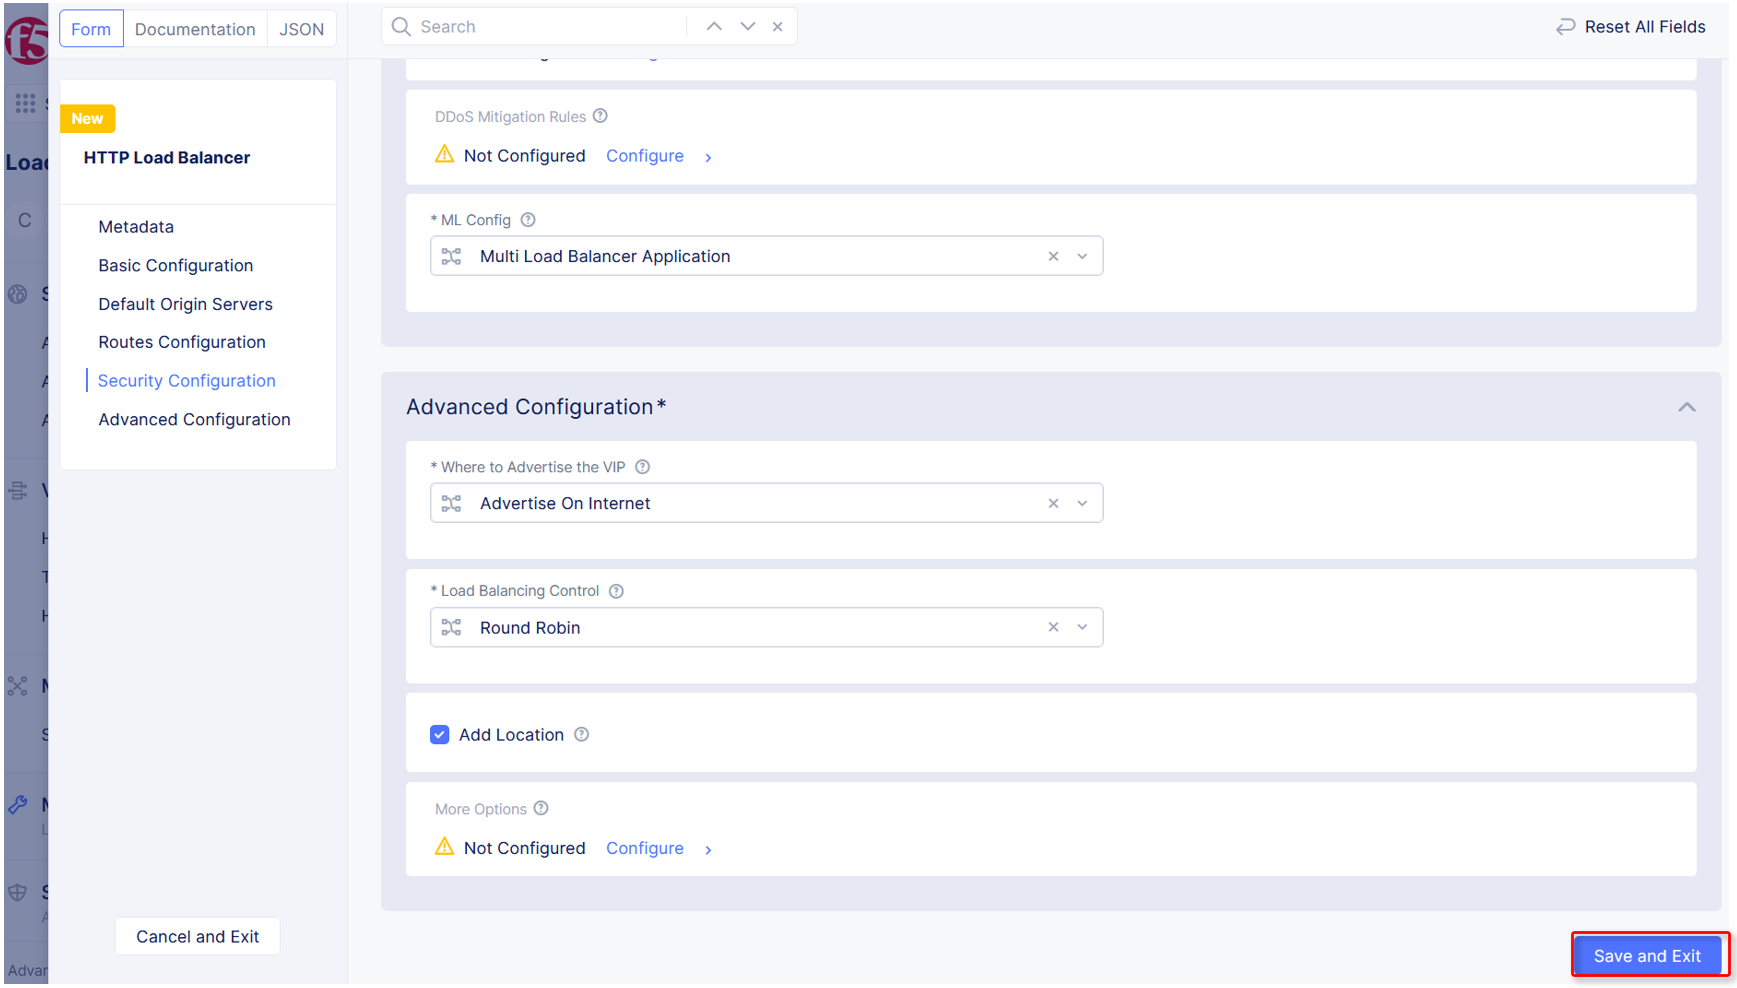 f5
Form
Documentation
JSON
Search
Reset All Fields
New
HTTP Load Balancer
Metadata
Basic Configuration
Default Origin Servers
Routes Configuration
Security Configuration
Advanced Configuration
Cancel and Exit
Load
C
Advan
DDoS Mitigation Rules
Not Configured Configure
* ML Config
Multi Load Balancer Application
Advanced Configuration*
* Where to Advertise the VIP
Advertise On Internet
* Load Balancing Control
Round Robin
Add Location
More Options
Not Configured Configure
Save and Exit